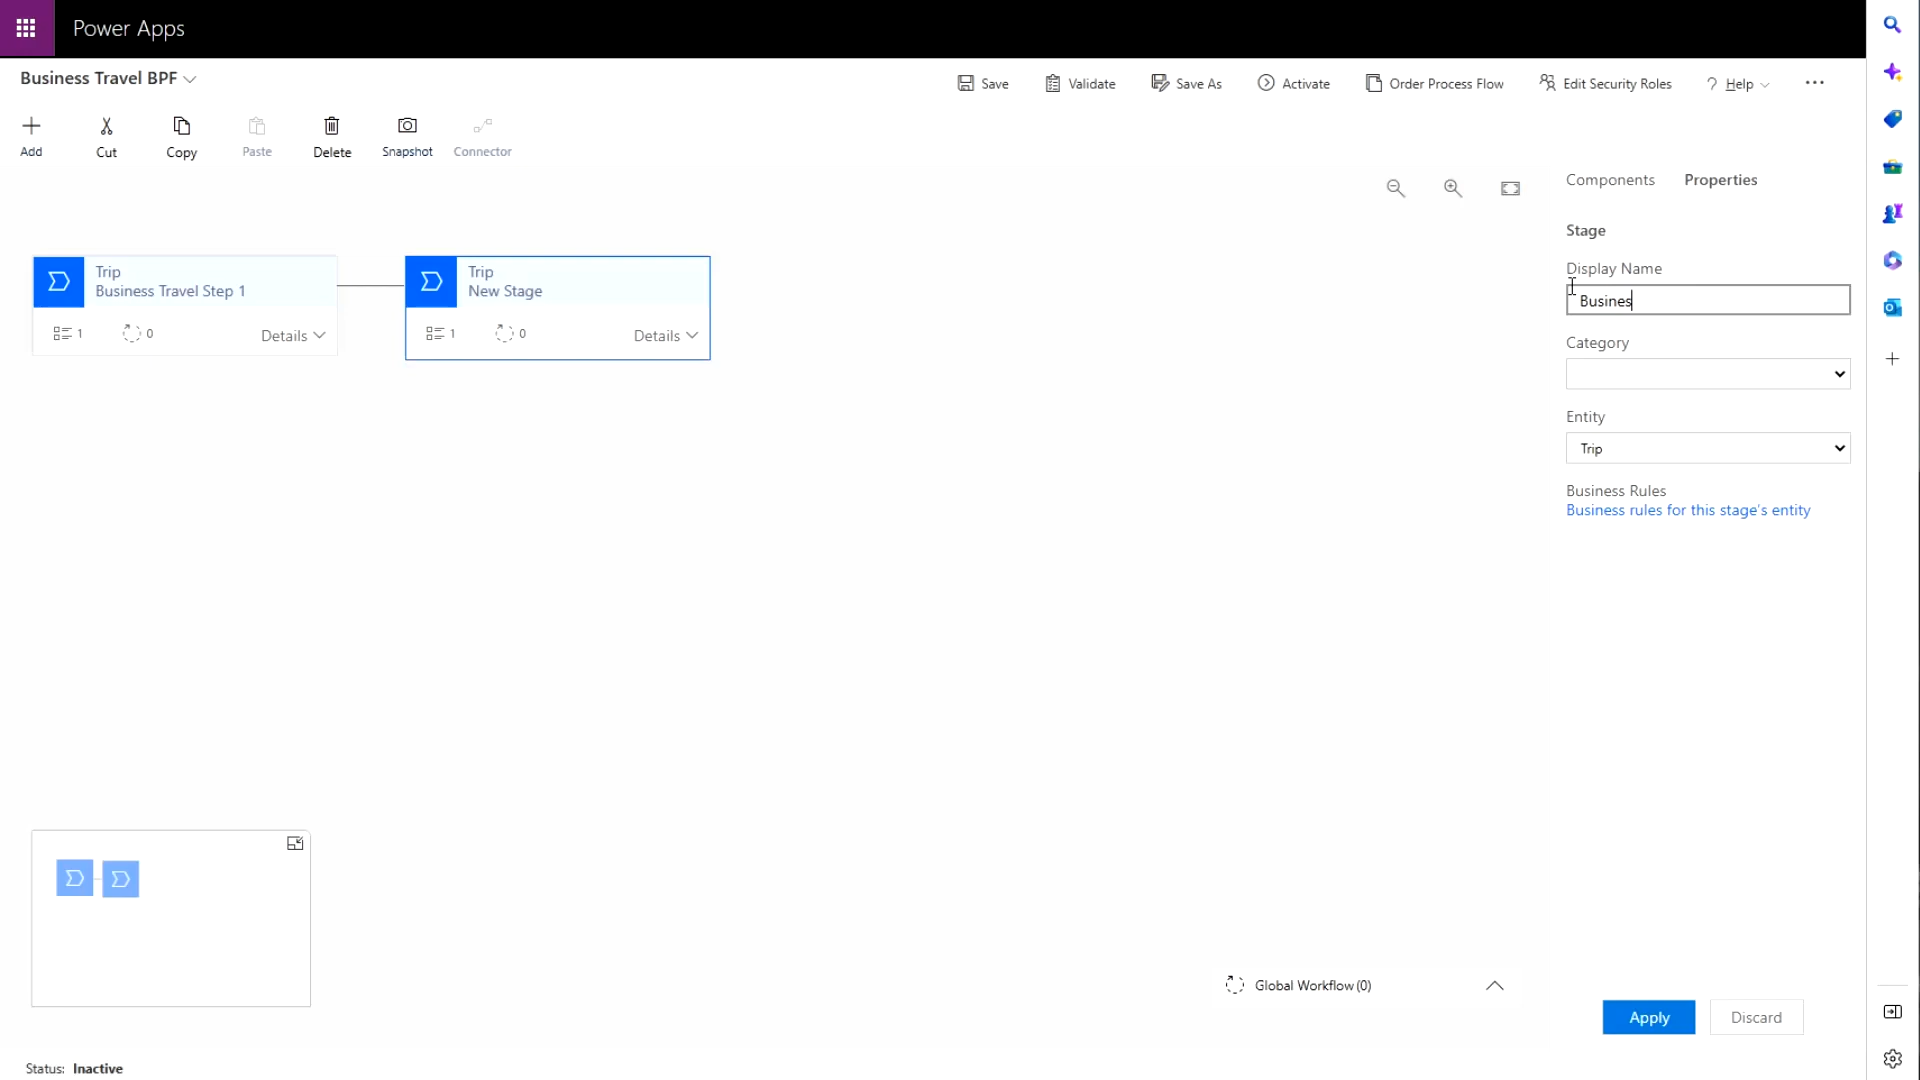 Power Apps
Business Travel BPF
Save
Validate
Save As
Activate
Order Process Flow
Edit Security Roles
? Help
Add
Cut
Copy
Paste
Delete
Snapshot
Connector
Components
Properties
Stage
Display Name
Busines
Category
Entity
Trip
Business Rules
Business rules for this stage's entity
Trip
Business Travel Step 1
1
0
Details
Trip
New Stage
1
0
Details
Global Workflow (0)
Apply
Discard
Status: Inactive